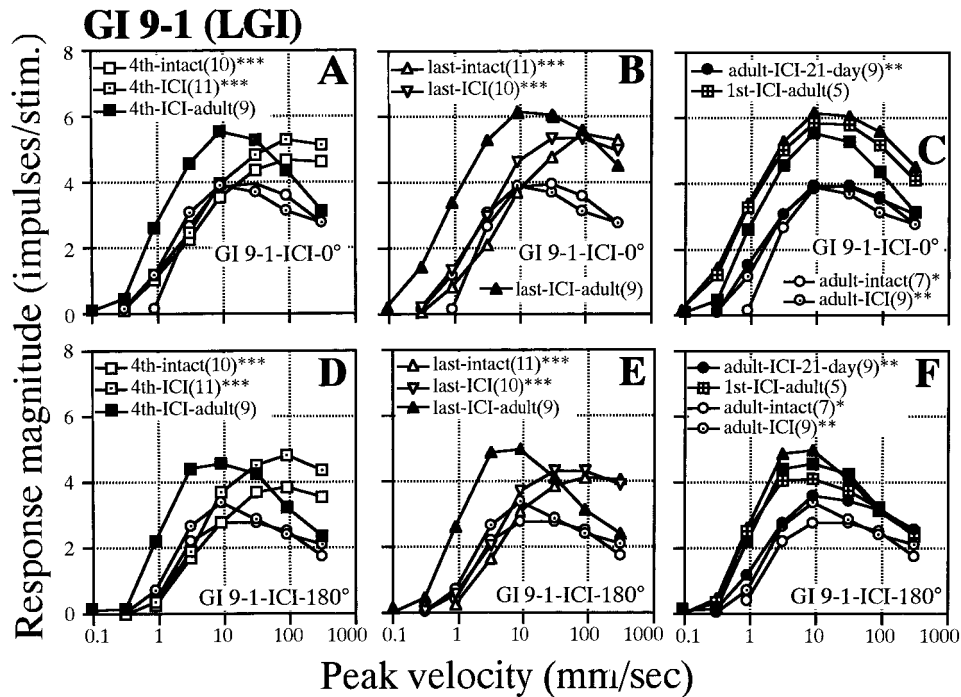 GI 9-1 (LGI)
Response magnitude (impulses/stim.)
8
6
4
2
0
A
4th-intact(10)***
4th-ICI(11)***
4th-ICI-adult(9)
GI 9-1-ICI-0°
B
last-intact(11)***
last-ICI(10)***
GI 9-1-ICI-0°
last-ICI-adult(9)
C
adult-ICI-21-day(9)**
1st-ICI-adult(5)
GI 9-1-ICI-0°
adult-intact(7)*
adult-ICI(9)**
8
6
4
2
0
D
4th-intact(10)***
4th-ICI(11)***
4th-ICI-adult(9)
GI 9-1-ICI-180°
E
last-intact(11)***
last-ICI(10)***
last-ICI-adult(9)
GI 9-1-ICI-180°
F
adult-ICI-21-day(9)**
1st-ICI-adult(5)
adult-intact(7)*
adult-ICI(9)**
GI 9-1-ICI-180°
0.1 1 10 100 1000
0.1 1 10 100 1000
0.1 1 10 100 1000
Peak velocity (mm/sec)